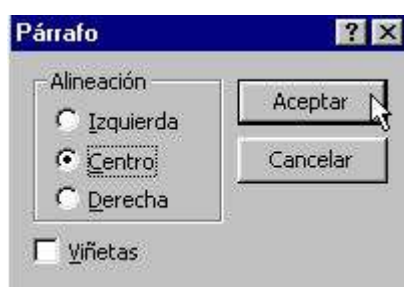 Párrafo
Alineación
Izquierda
Centro
Derecha
Viñetas
Aceptar
Cancelar